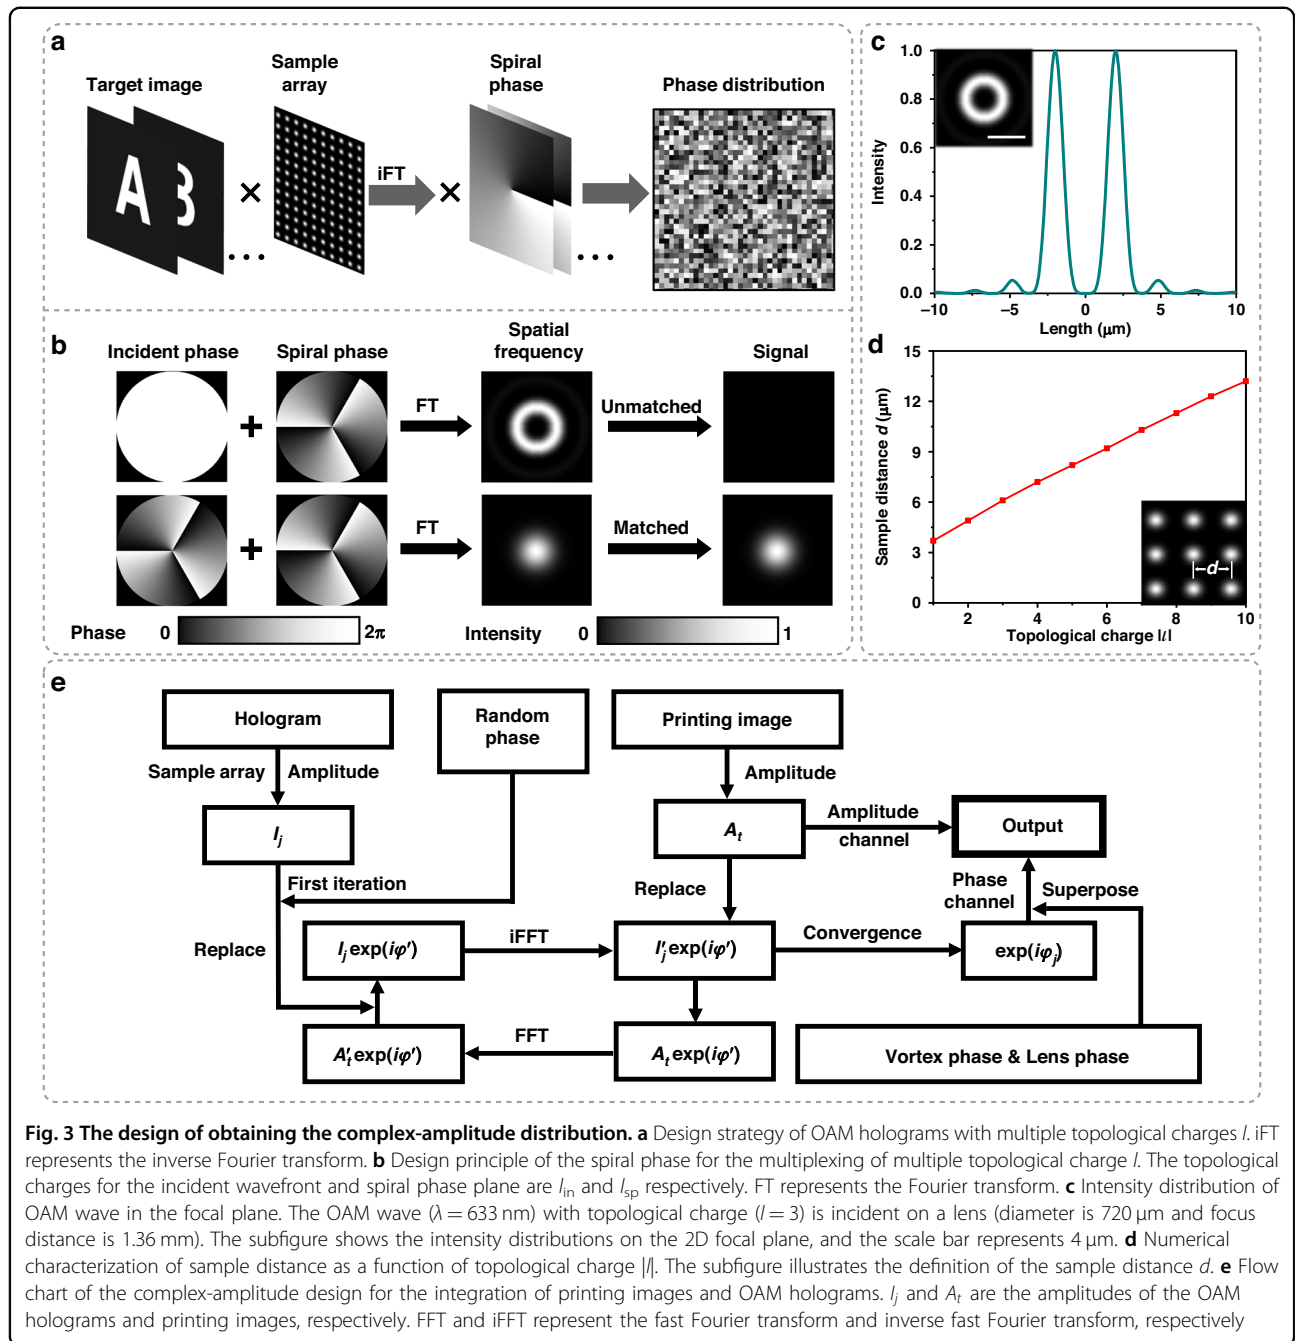 a
Target image
Sample
array
Spiral
phase
Phase distribution
A
B
iFT
×
×
...
...
b
Incident phase
Spiral phase
Spatial
frequency
Signal
+
FT
Unmatched
+
FT
Matched
Phase 0 2π
Intensity 0 1
c
Intensity
1.0
0.8
0.6
0.4
0.2
0.0
−10 −5 0 5 10
Length (μm)
d
Sample distance d (μm)
15
12
9
6
3
0
2 4 6 8 10
Topological charge |l|
d
e
Hologram
Random
phase
Printing image
Sample array Amplitude
Amplitude
I_j
A_t
Amplitude
channel
Output
First iteration
Replace
Phase
channel
Superpose
Replace
I_j exp(iφ′)
iFFT
I′_j exp(iφ′)
Convergence
exp(iφ_j)
A′_t exp(iφ′)
FFT
A_t exp(iφ′)
Vortex phase & Lens phase
Fig. 3 The design of obtaining the complex-amplitude distribution. a Design strategy of OAM holograms with multiple topological charges l. iFT
represents the inverse Fourier transform. b Design principle of the spiral phase for the multiplexing of multiple topological charge l. The topological
charges for the incident wavefront and spiral phase plane are l_in and l_sp respectively. FT represents the Fourier transform. c Intensity distribution of
OAM wave in the focal plane. The OAM wave (λ = 633 nm) with topological charge (l = 3) is incident on a lens (diameter is 720 μm and focus
distance is 1.36 mm). The subfigure shows the intensity distributions on the 2D focal plane, and the scale bar represents 4 μm. d Numerical
characterization of sample distance as a function of topological charge |l|. The subfigure illustrates the definition of the sample distance d. e Flow
chart of the complex-amplitude design for the integration of printing images and OAM holograms. I_j and A_t are the amplitudes of the OAM
holograms and printing images, respectively. FFT and iFFT represent the fast Fourier transform and inverse fast Fourier transform, respectively